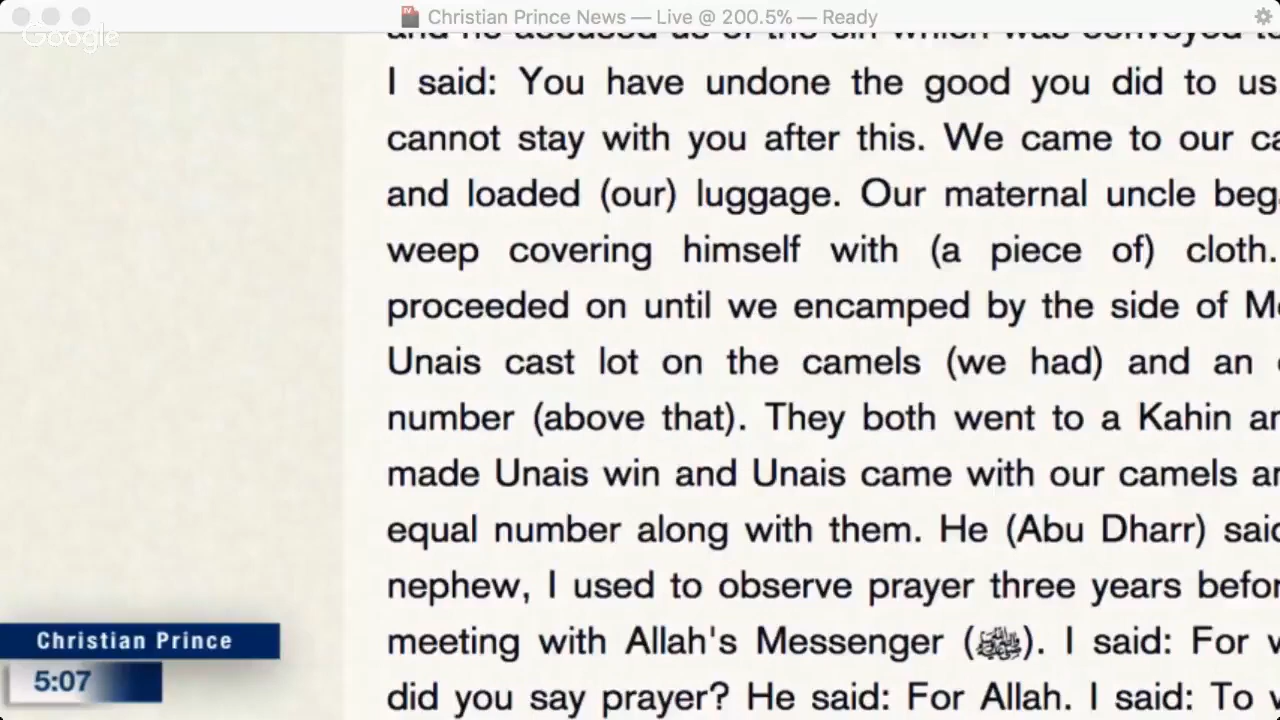 Christian Prince News — Live @ 200.5% — Ready
Google
I said: You have undone the good you did to us
cannot stay with you after this. We came to our
and loaded (our) luggage. Our maternal uncle
weep covering himself with (a piece of) cloth.
proceeded on until we encamped by the side of
Unais cast lot on the camels (we had) and an
number (above that). They both went to a Kahin
made Unais win and Unais came with our camels
equal number along with them. He (Abu Dharr)
nephew, I used to observe prayer three years
meeting with Allah's Messenger (ﷺ). I said: For
did you say prayer? He said: For Allah. I said: To
Christian Prince
5:07